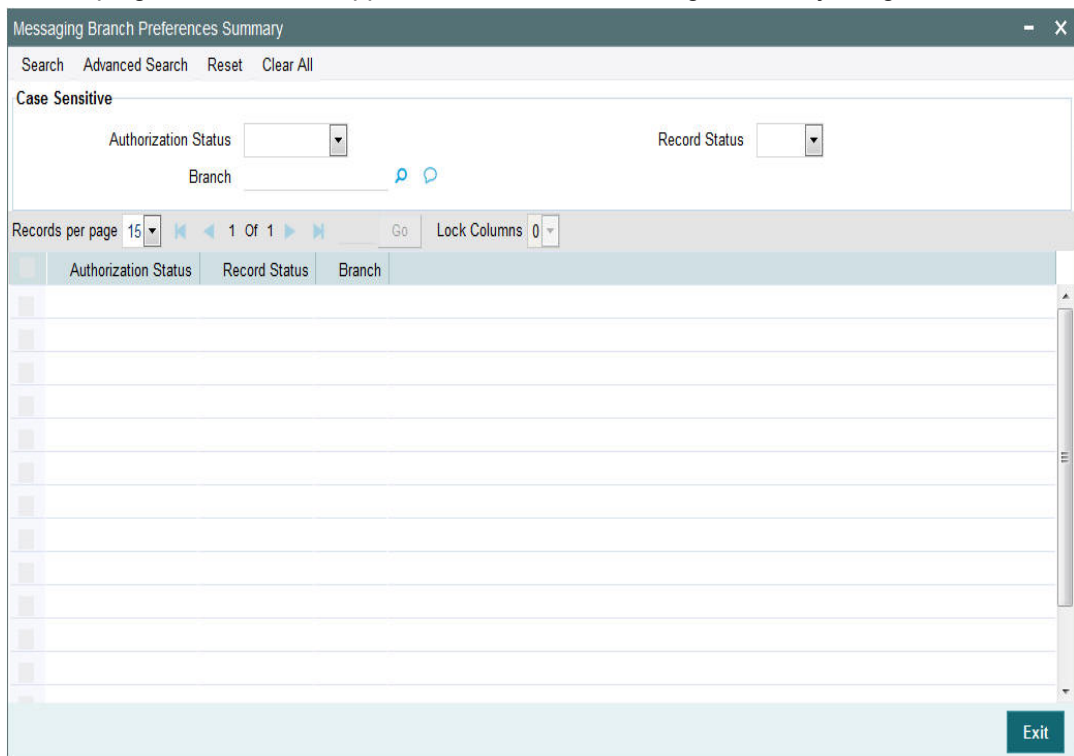 Messaging Branch Preferences Summary
Search Advanced Search Reset Clear All
Case Sensitive
Authorization Status Record Status
Branch
Records per page 15 1 Of 1 Go Lock Columns 0
Authorization Status Record Status Branch
Exit